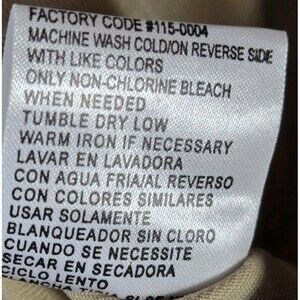 FACTORY CODE #115-0004
MACHINE WASH COLD/ON REVERSE SIDE
WITH LIKE COLORS
ONLY NON-CHLORINE BLEACH
WHEN NEEDED
TUMBLE DRY LOW
WARM IRON IF NECESSARY
LAVAR EN LAVADORA
CON AGUA FRIA/AL REVERSO
CON COLORES SIMILARES
USAR SOLAMENTE
BLANQUEADOR SIN CLORO
CUANDO SE NECESITE
SECAR EN SECADORA
CICLO LENTO